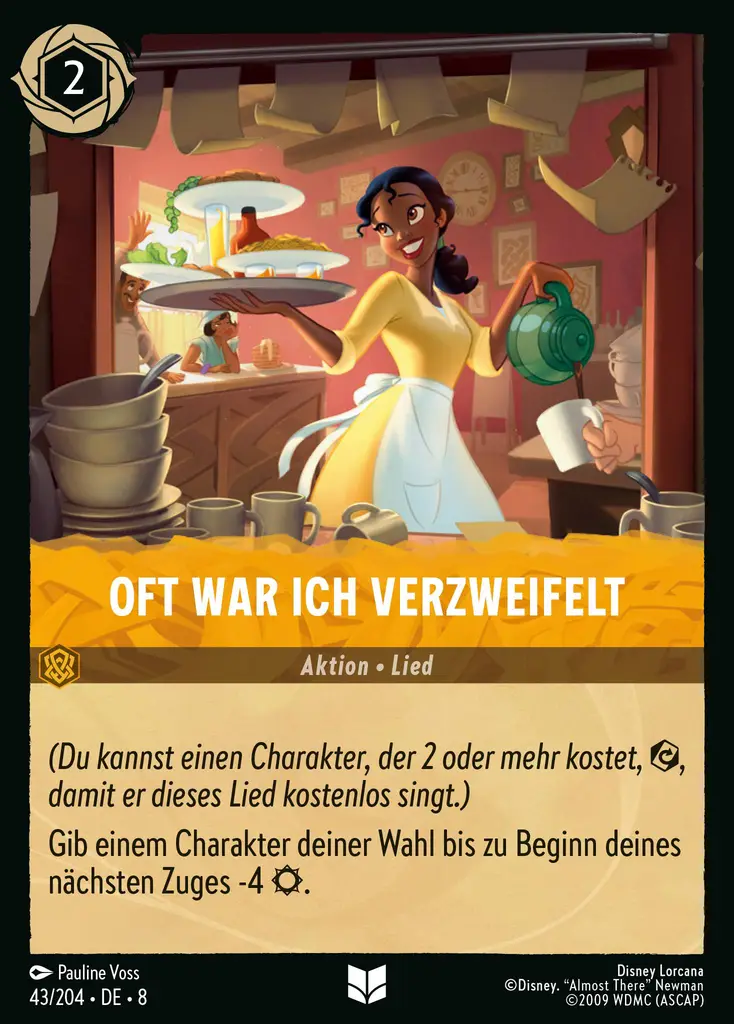 2
OFT WAR ICH VERZWEIFELT
Aktion • Lied
(Du kannst einen Charakter, der 2 oder mehr kostet, ,
damit er dieses Lied kostenlos singt.)
Gib einem Charakter deiner Wahl bis zu Beginn deines
nächsten Zuges -4 .
Pauline Voss
43/204 • DE • 8
Disney Lorcana
©Disney. “Almost There” Newman
©2009 WDMC (ASCAP)